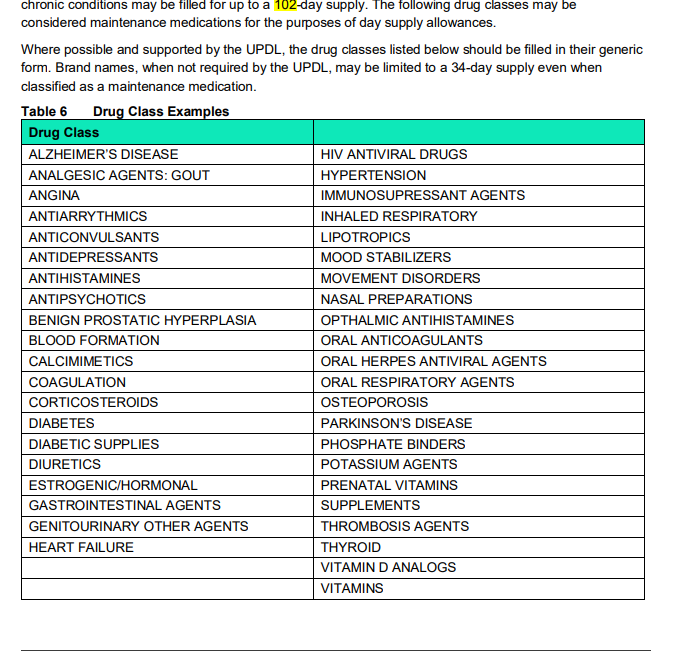 chronic conditions may be filled for up to a 102-day supply. The following drug classes may be
considered maintenance medications for the purposes of day supply allowances.
Where possible and supported by the UPDL, the drug classes listed below should be filled in their generic
form. Brand names, when not required by the UPDL, may be limited to a 34-day supply even when
classified as a maintenance medication.
Table 6 Drug Class Examples
Drug Class
ALZHEIMER'S DISEASE HIV ANTIVIRAL DRUGS
ANALGESIC AGENTS: GOUT HYPERTENSION
ANGINA IMMUNOSUPRESSANT AGENTS
ANTIARRYTHMICS INHALED RESPIRATORY
ANTICONVULSANTS LIPOTROPICS
ANTIDEPRESSANTS MOOD STABILIZERS
ANTIHISTAMINES MOVEMENT DISORDERS
ANTIPSYCHOTICS NASAL PREPARATIONS
BENIGN PROSTATIC HYPERPLASIA OPTHALMIC ANTIHISTAMINES
BLOOD FORMATION ORAL ANTICOAGULANTS
CALCIMIMETICS ORAL HERPES ANTIVIRAL AGENTS
COAGULATION ORAL RESPIRATORY AGENTS
CORTICOSTEROIDS OSTEOPOROSIS
DIABETES PARKINSON'S DISEASE
DIABETIC SUPPLIES PHOSPHATE BINDERS
DIURETICS POTASSIUM AGENTS
ESTROGENIC/HORMONAL PRENATAL VITAMINS
GASTROINTESTINAL AGENTS SUPPLEMENTS
GENITOURINARY OTHER AGENTS THROMBOSIS AGENTS
HEART FAILURE THYROID
VITAMIN D ANALOGS
VITAMINS